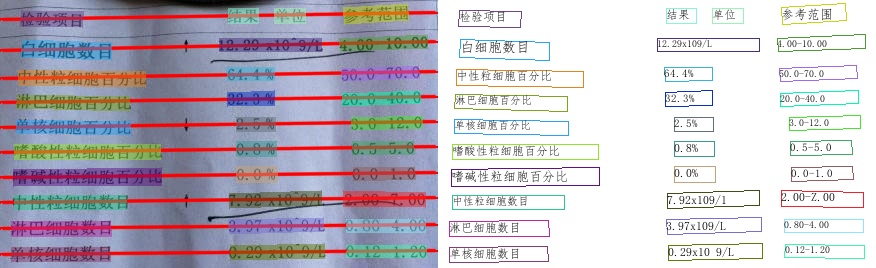 检验项目 结果 单位 参考范围
白细胞数目 ↑ 12.29 x10^9/L 4.00-10.00
中性粒细胞百分比 64.4% 50.0-70.0
淋巴细胞百分比 32.3% 20.0-40.0
单核细胞百分比 ↓ 2.5% 3.0-12.0
嗜酸性粒细胞百分比 0.8% 0.5-5.0
嗜碱性粒细胞百分比 0.0% 0.0-1.0
中性粒细胞数目 ↑ 7.92 x10^9/L 2.00-7.00
淋巴细胞数目 3.97 x10^9/L 0.80-4.00
单核细胞数目 0.29 x10^9/L 0.12-1.20
检验项目 结果 单位 参考范围
白细胞数目 12.29x109/L 4.00-10.00
中性粒细胞百分比 64.4% 50.0-70.0
淋巴细胞百分比 32.3% 20.0-40.0
单核细胞百分比 2.5% 3.0-12.0
嗜酸性粒细胞百分比 0.8% 0.5-5.0
嗜碱性粒细胞百分比 0.0% 0.0-1.0
中性粒细胞数目 7.92x109/l 2.00-Z.00
淋巴细胞数目 3.97x109/L 0.80-4.00
单核细胞数目 0.29x10 9/L 0.12-1.20